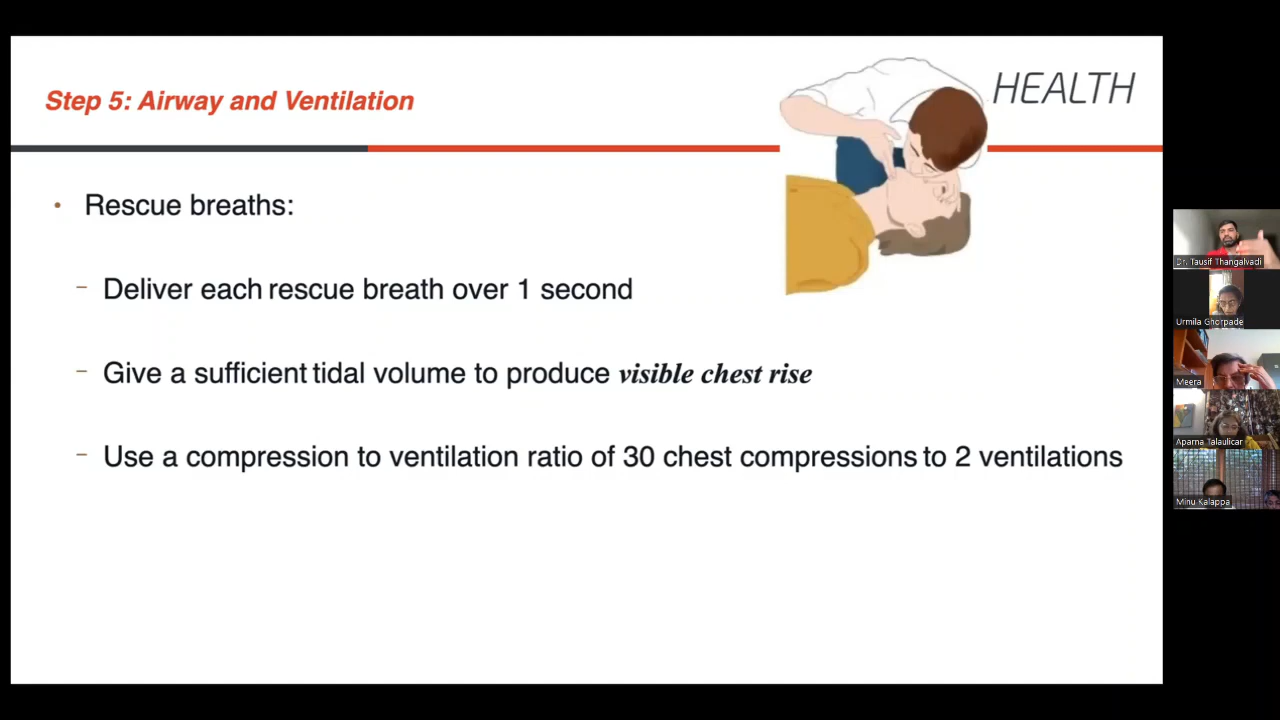 Step 5: Airway and Ventilation
HEALTH
• Rescue breaths:
– Deliver each rescue breath over 1 second
– Give a sufficient tidal volume to produce visible chest rise
– Use a compression to ventilation ratio of 30 chest compressions to 2 ventilations
Dr. Tausif Thangalvadi
Urmila Ghorpade
Meera
Aparna Talaulicar
Minu Kalappa